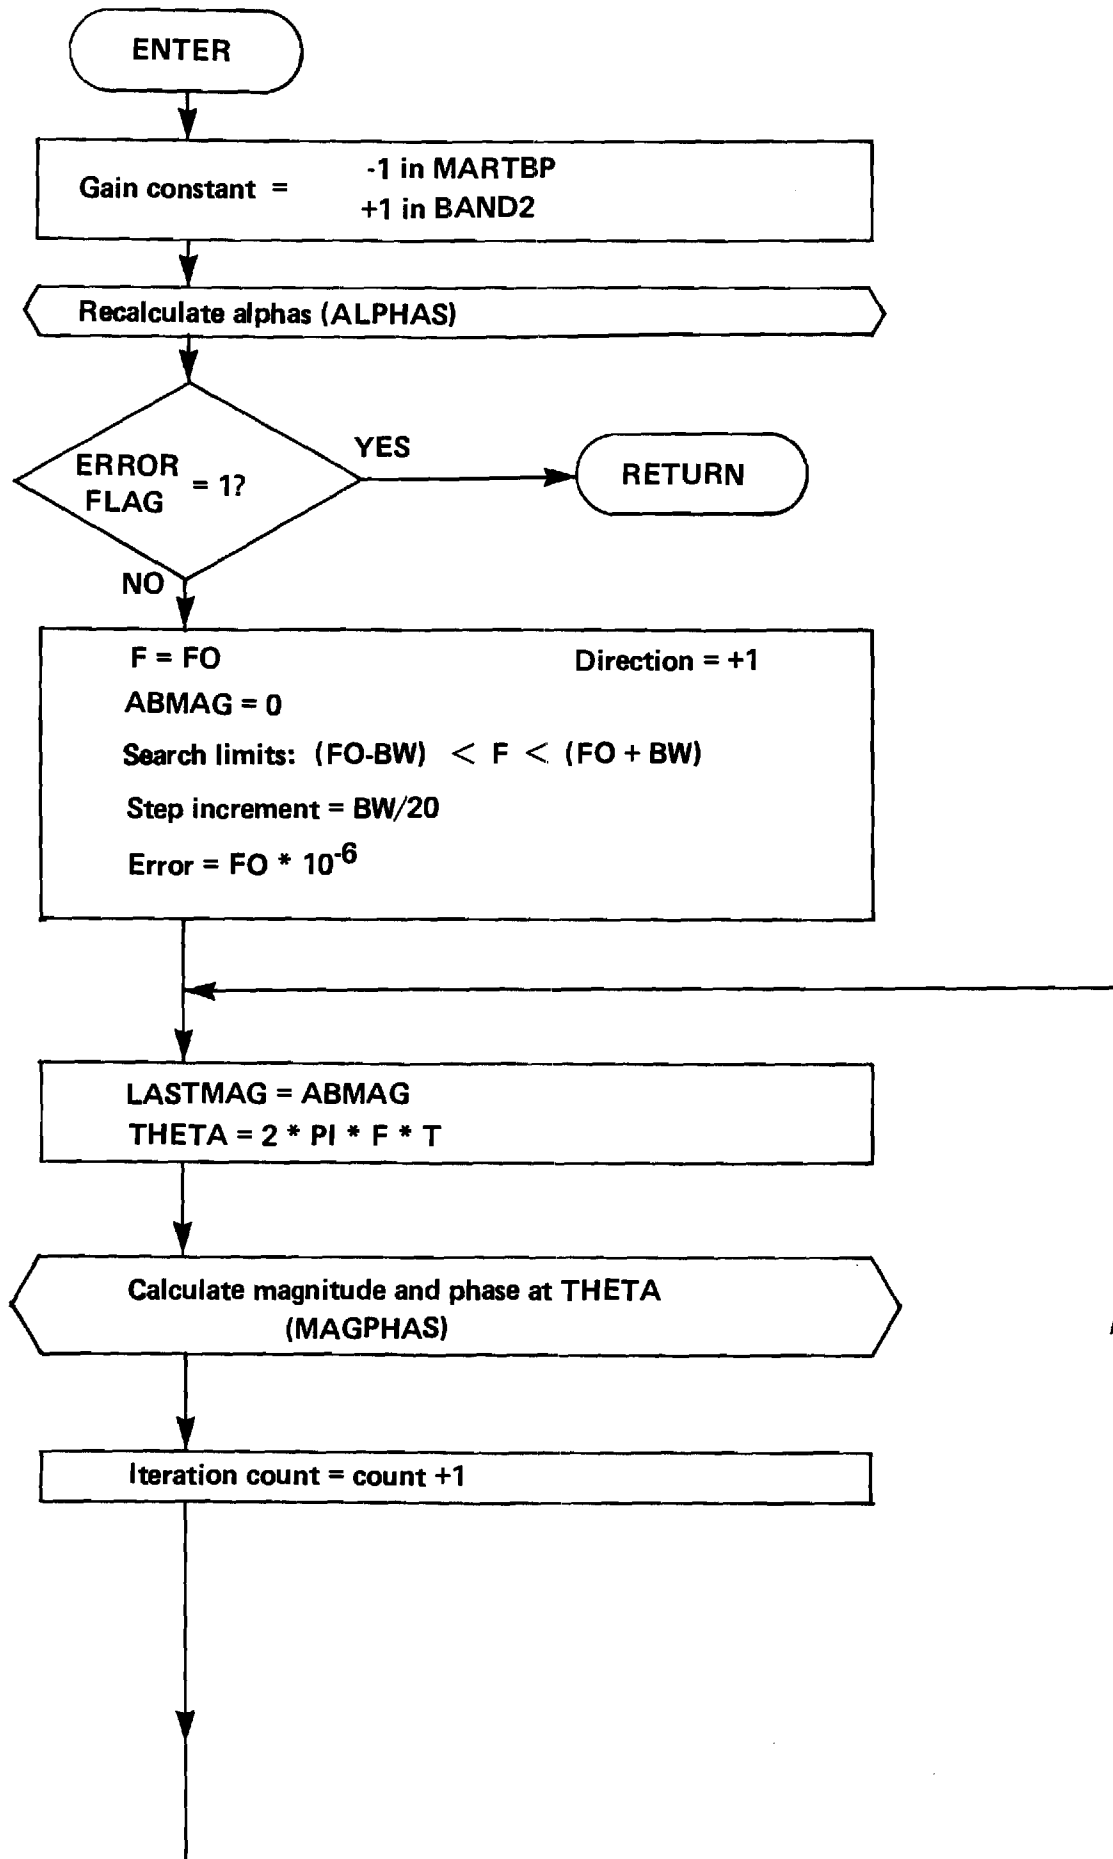 ENTER
Gain constant =
-1 in MARTBP
+1 in BAND2
Recalculate alphas (ALPHAS)
ERROR
FLAG
= 1?
YES
RETURN
NO
F = FO
Direction = +1
ABMAG = 0
Search limits: (FO-BW) < F < (FO + BW)
Step increment = BW/20
Error = FO * 10-6
LASTMAG = ABMAG
THETA = 2 * PI * F * T
Calculate magnitude and phase at THETA
(MAGPHAS)
Iteration count = count +1